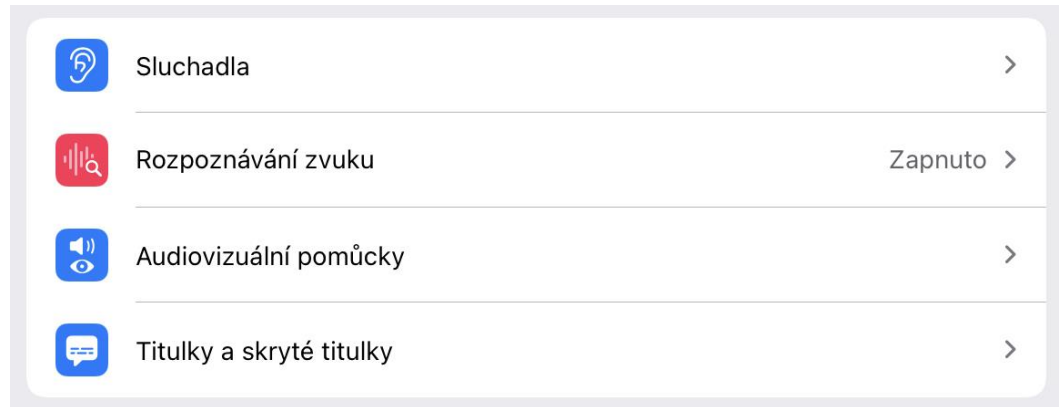 Sluchadla
Rozpoznávání zvuku Zapnuto
Audiovizuální pomůcky
Titulky a skryté titulky